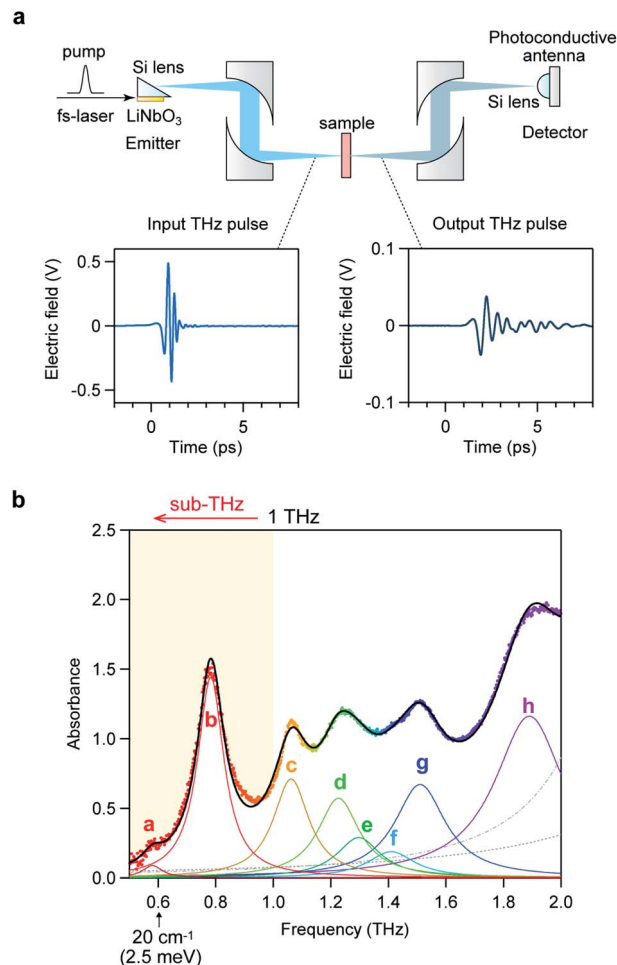 a
pump
Si lens
fs-laser
LiNbO3
Emitter
sample
Photoconductive
antenna
Si lens
Detector
Input THz pulse
Output THz pulse
Electric field (V)
0.5
0
-0.5
0
5
Time (ps)
Electric field (V)
0.1
0
-0.1
0
5
Time (ps)
b
sub-THz
1 THz
Absorbance
2.5
2.0
1.5
1.0
0.5
0.0
a
b
c
d
e
f
g
h
0.6
0.8
1.0
1.2
1.4
1.6
1.8
2.0
20 cm-1
(2.5 meV)
Frequency (THz)